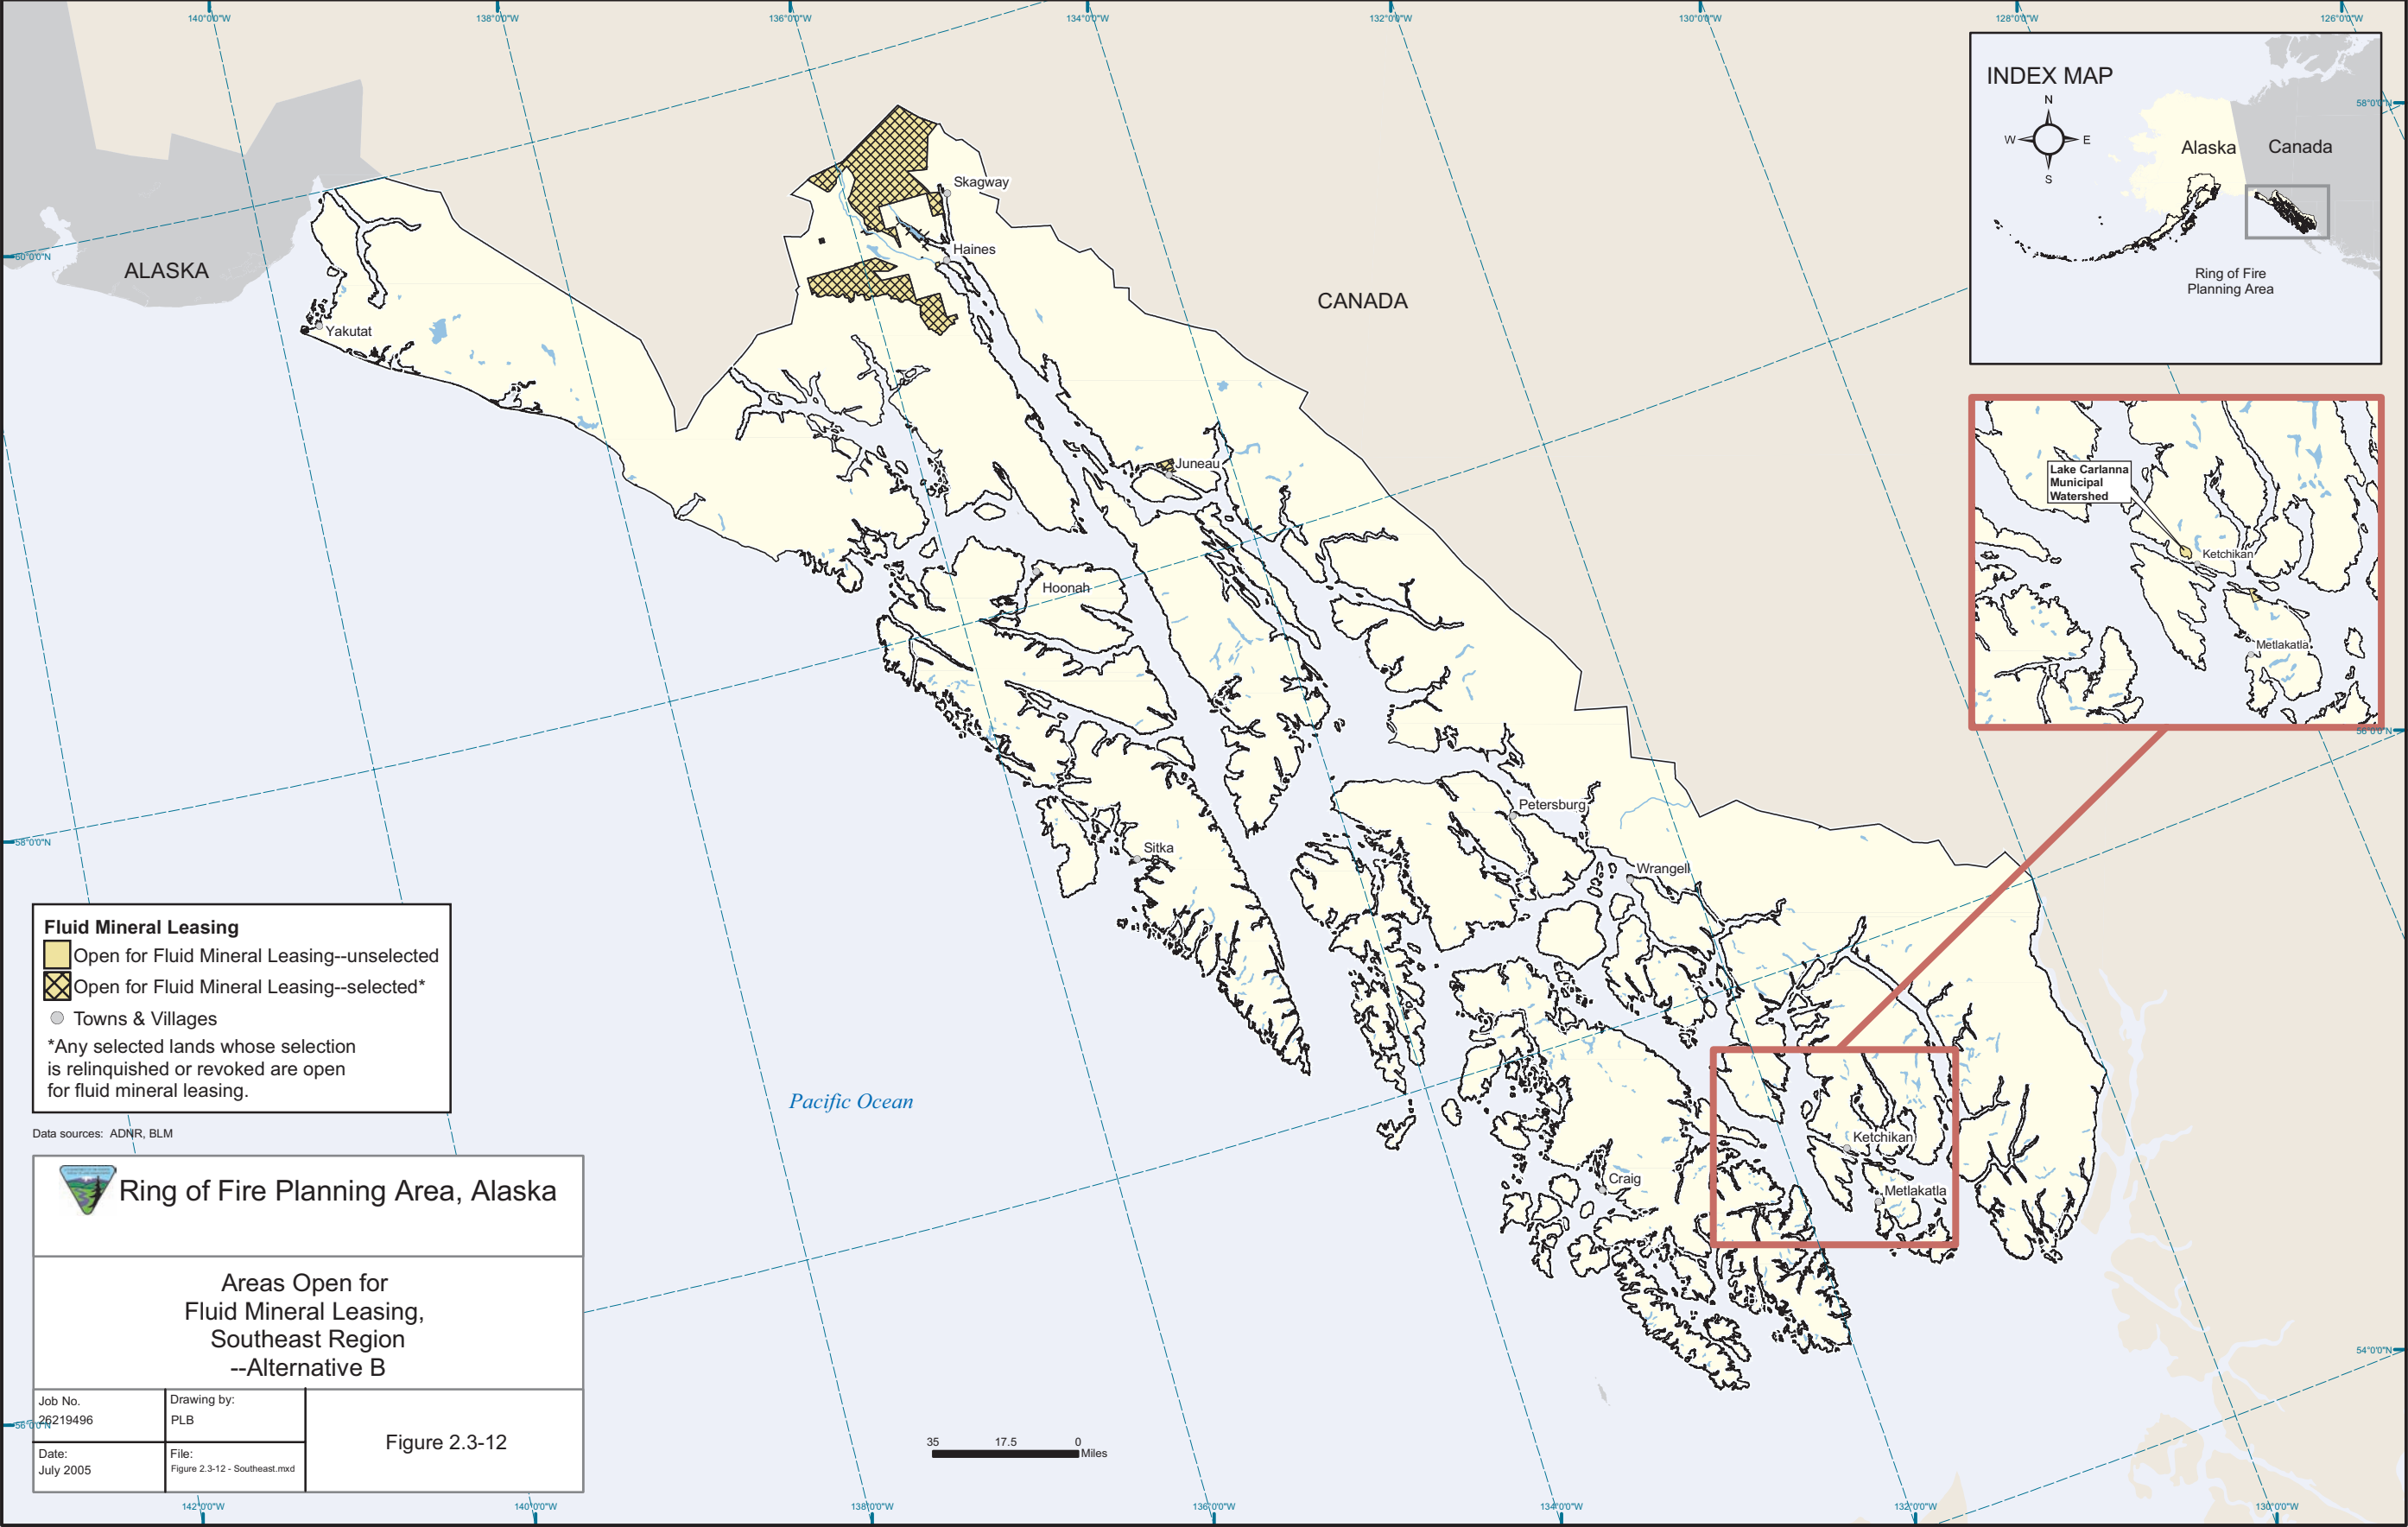 140°0'0"W
138°0'0"W
136°0'0"W
134°0'0"W
132°0'0"W
130°0'0"W
128°0'0"W
126°0'0"W
INDEX MAP
N
W
E
S
Alaska
Canada
Ring of Fire
Planning Area
58°0'0"N
ALASKA
CANADA
60°0'0"N
Skagway
Haines
Yakutat
Juneau
Hoonah
Lake Carlanna
Municipal
Watershed
Ketchikan
Metlakatla
56°0'0"N
Petersburg
Sitka
Wrangell
58°0'0"N
Ketchikan
Craig
Metlakatla
Pacific Ocean
Fluid Mineral Leasing
Open for Fluid Mineral Leasing--unselected
Open for Fluid Mineral Leasing--selected*
Towns & Villages
*Any selected lands whose selection
is relinquished or revoked are open
for fluid mineral leasing.
Data sources: ADNR, BLM
Ring of Fire Planning Area, Alaska
Areas Open for
Fluid Mineral Leasing,
Southeast Region
--Alternative B
Job No.
26219496
Drawing by:
PLB
Date:
July 2005
File:
Figure 2.3-12 - Southeast.mxd
Figure 2.3-12
56°0'0"N
54°0'0"N
35
17.5
0
Miles
142°0'0"W
140°0'0"W
138°0'0"W
136°0'0"W
134°0'0"W
132°0'0"W
130°0'0"W